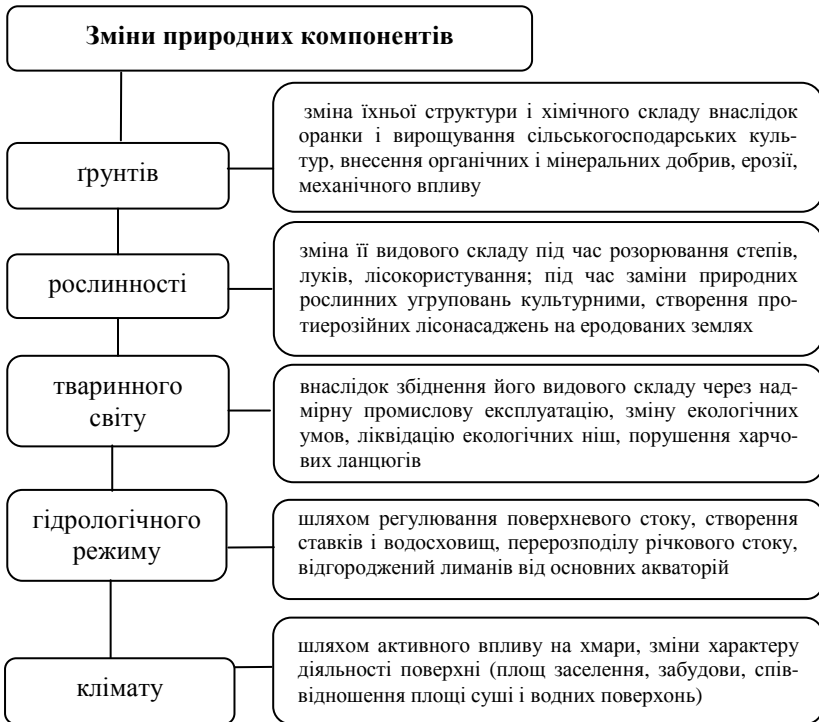 Зміни природних компонентів
зміна їхньої структури і хімічного складу внаслідок
оранки і вирощування сільськогосподарських куль-
тур, внесення органічних і мінеральних добрив, ерозії,
механічного впливу
ґрунтів
зміна її видового складу під час розорювання степів,
луків, лісокористування; під час заміни природних
рослинних угруповань культурними, створення про-
тиерозійних лісонасаджень на еродованих землях
рослинності
тваринного
світу
внаслідок збіднення його видового складу через над-
мірну промислову експлуатацію, зміну екологічних
умов, ліквідацію екологічних ніш, порушення харчо-
вих ланцюгів
гідрологічного
режиму
шляхом регулювання поверхневого стоку, створення
ставків і водосховищ, перерозподілу річкового стоку,
відгороджений лиманів від основних акваторій
клімату
шляхом активного впливу на хмари, зміни характеру
діяльності поверхні (площ заселення, забудови, спів-
відношення площі суші і водних поверхонь)